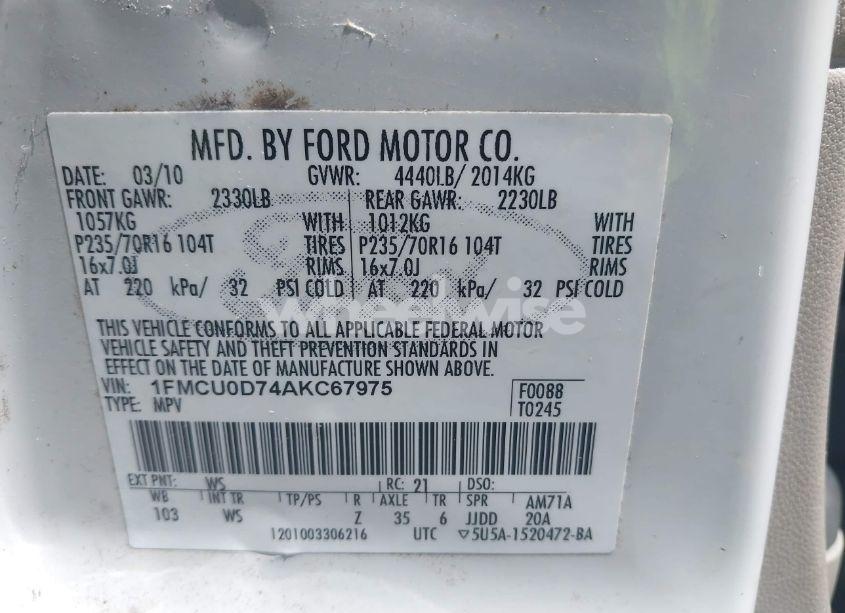 MFD. BY FORD MOTOR CO.
DATE: 03/10 GVWR: 4440LB/ 2014KG
FRONT GAWR: 2330LB REAR GAWR: 2230LB
1057KG WITH 1012KG WITH
P235/70R16 104T TIRES P235/70R16 104T TIRES
16x7.0J RIMS 16x7.0J RIMS
AT 220 kPa/ 32 PSI COLD AT 220 kPa/ 32 PSI COLD
wheelwise
THIS VEHICLE CONFORMS TO ALL APPLICABLE FEDERAL MOTOR
VEHICLE SAFETY AND THEFT PREVENTION STANDARDS IN
EFFECT ON THE DATE OF MANUFACTURE SHOWN ABOVE.
VIN: 1FMCU0D74AKC67975 F0088
TYPE: MPV T0245
EXT PNT: WS RC: 21 DSO:
WB INT TR TP/PS R AXLE TR SPR AM71A
103 WS Z 35 6 JJDD 20A
1201003306216 UTC ▽5U5A-1520472-BA